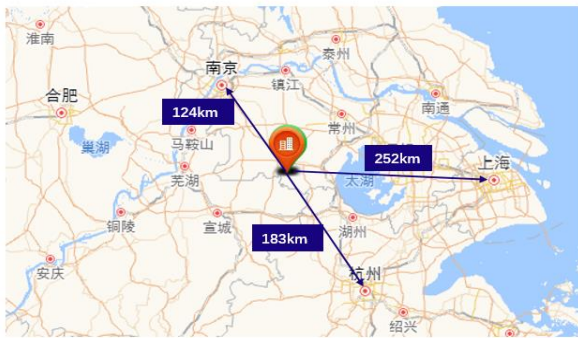 淮南
泰州
南京
镇江
合肥
124km
南通
常州
巢湖
马鞍山
252km
上海
太湖
芜湖
铜陵
宣城
湖州
183km
安庆
杭州
绍兴